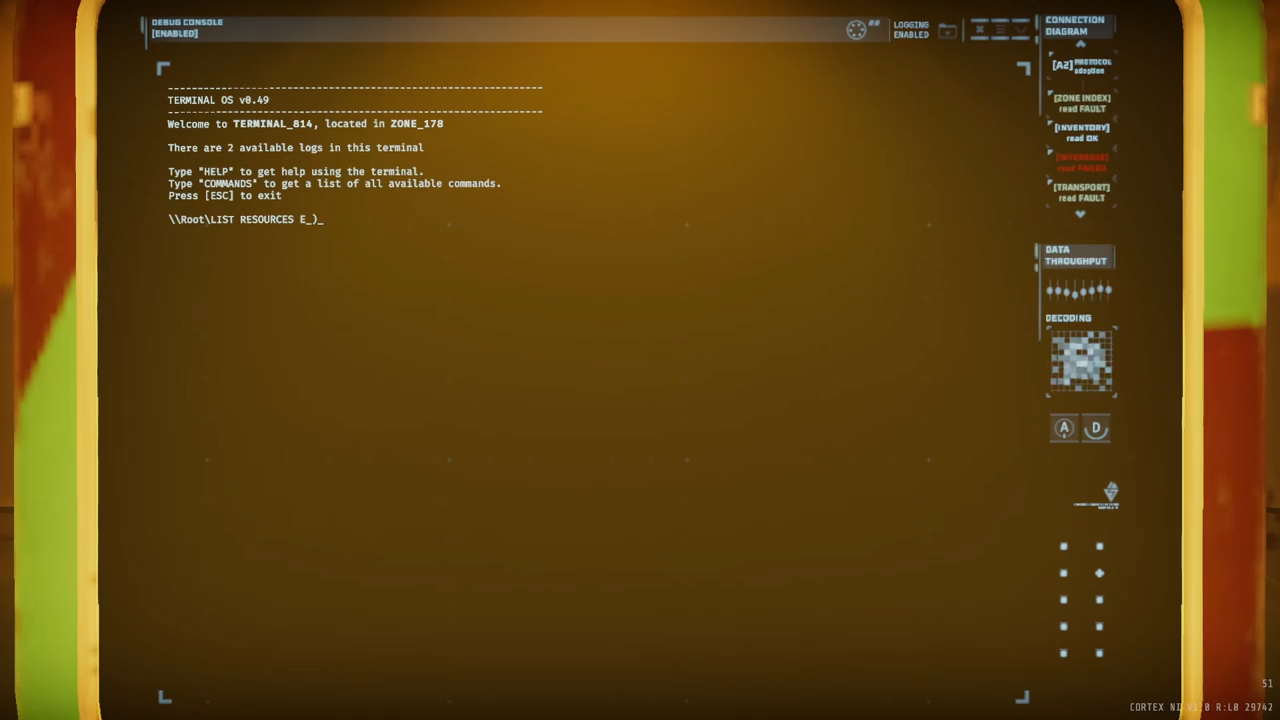 DEBUG CONSOLE
[ENABLED]
LOGGING
ENABLED
CONNECTION
DIAGRAM
[A2] PROTOCOL
adaption
[ZONE INDEX]
read FAULT
[INVENTORY]
read OK
read FAILED
[TRANSPORT]
read FAULT
DATA
THROUGHPUT
DECODING
A D
--------------------------------------------------------------
TERMINAL OS v0.49
--------------------------------------------------------------
Welcome to TERMINAL_814, located in ZONE_178
There are 2 available logs in this terminal
Type "HELP" to get help using the terminal.
Type "COMMANDS" to get a list of all available commands.
Press [ESC] to exit
\\Root\LIST RESOURCES E_)_
51
CORTEX R:L0 29742